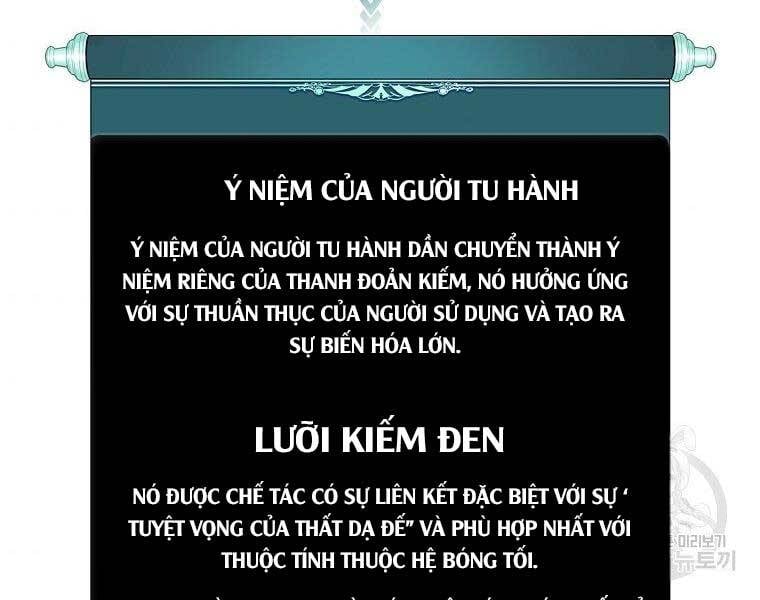 Ý NIỆM CỦA NGƯỜI TU HÀNH
Ý NIỆM CỦA NGƯỜI TU HÀNH DẦN CHUYỂN THÀNH Ý
NIỆM RIÊNG CỦA THANH ĐOẢN KIẾM, NÓ HƯỞNG ỨNG
VỚI SỰ THUẦN THỤC CỦA NGƯỜI SỬ DỤNG VÀ TẠO RA
SỰ BIẾN HÓA LỚN.
LƯỠI KIẾM ĐEN
NÓ ĐƯỢC CHẾ TÁC CÓ SỰ LIÊN KẾT ĐẶC BIỆT VỚI SỰ ‘
TUYỆT VỌNG CỦA THẤT DẠ ĐẾ” VÀ PHÙ HỢP NHẤT VỚI
THUỘC TÍNH THUỘC HỆ BÓNG TỐI.
미리보기
뉴토끼